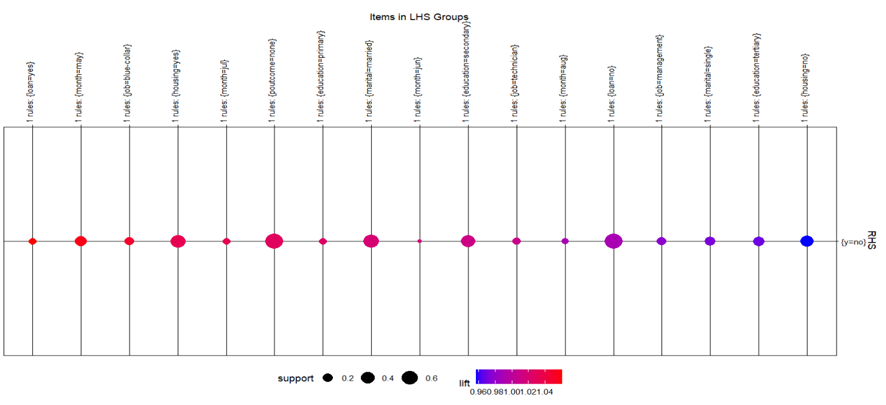 Items in LHS Groups
1 rules: {loan=yes}
1 rules: {month=may}
1 rules: {job=blue-collar}
1 rules: {housing=yes}
1 rules: {month=jul}
1 rules: {poutcome=none}
1 rules: {education=primary}
1 rules: {marital=married}
1 rules: {month=jun}
1 rules: {education=secondary}
1 rules: {job=technician}
1 rules: {month=aug}
1 rules: {loan=no}
1 rules: {job=management}
1 rules: {marital=single}
1 rules: {education=tertiary}
1 rules: {housing=no}
{y=no}
RHS
support 0.2 0.4 0.6
lift
0.960.981.001.021.04